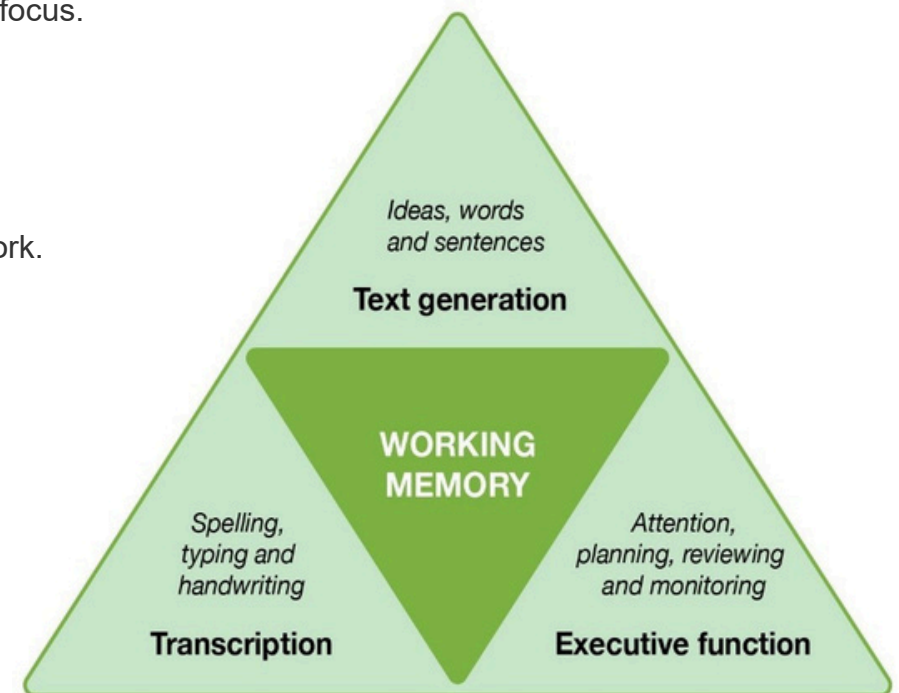 focus.
Ideas, words
and sentences
Text generation
WORKING
MEMORY
Spelling,
typing and
handwriting
Transcription
Attention,
planning, reviewing
and monitoring
Executive function